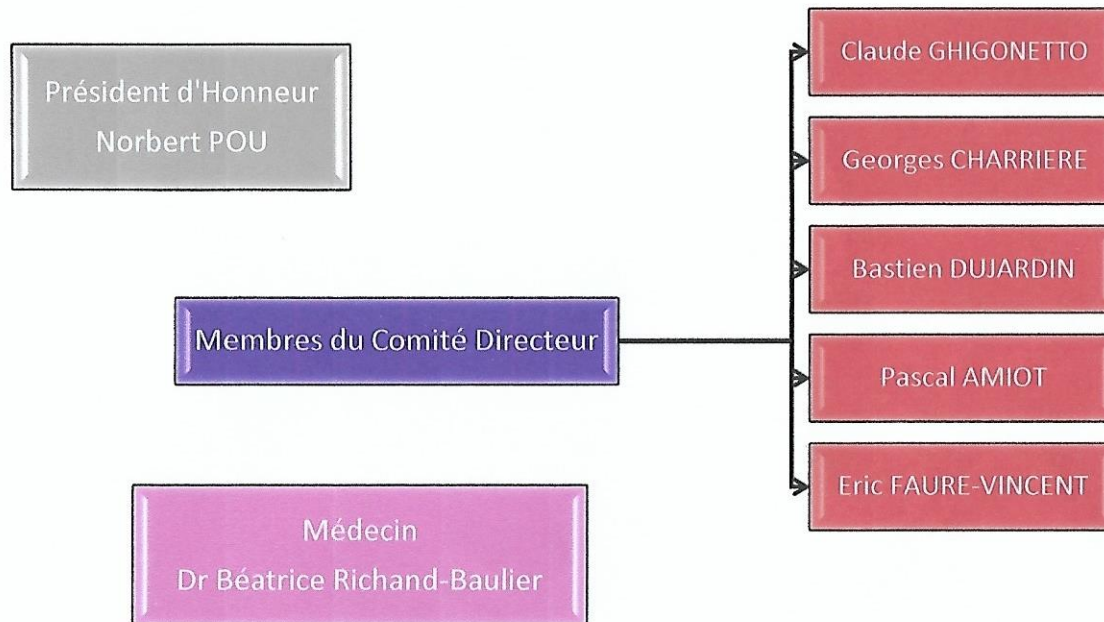 Président d'Honneur
Norbert POU
Membres du Comité Directeur
Claude GHIGONETTO
Georges CHARRIERE
Bastien DUJARDIN
Pascal AMIOT
Eric FAURE-VINCENT
Médecin
Dr Béatrice Richand-Baulier